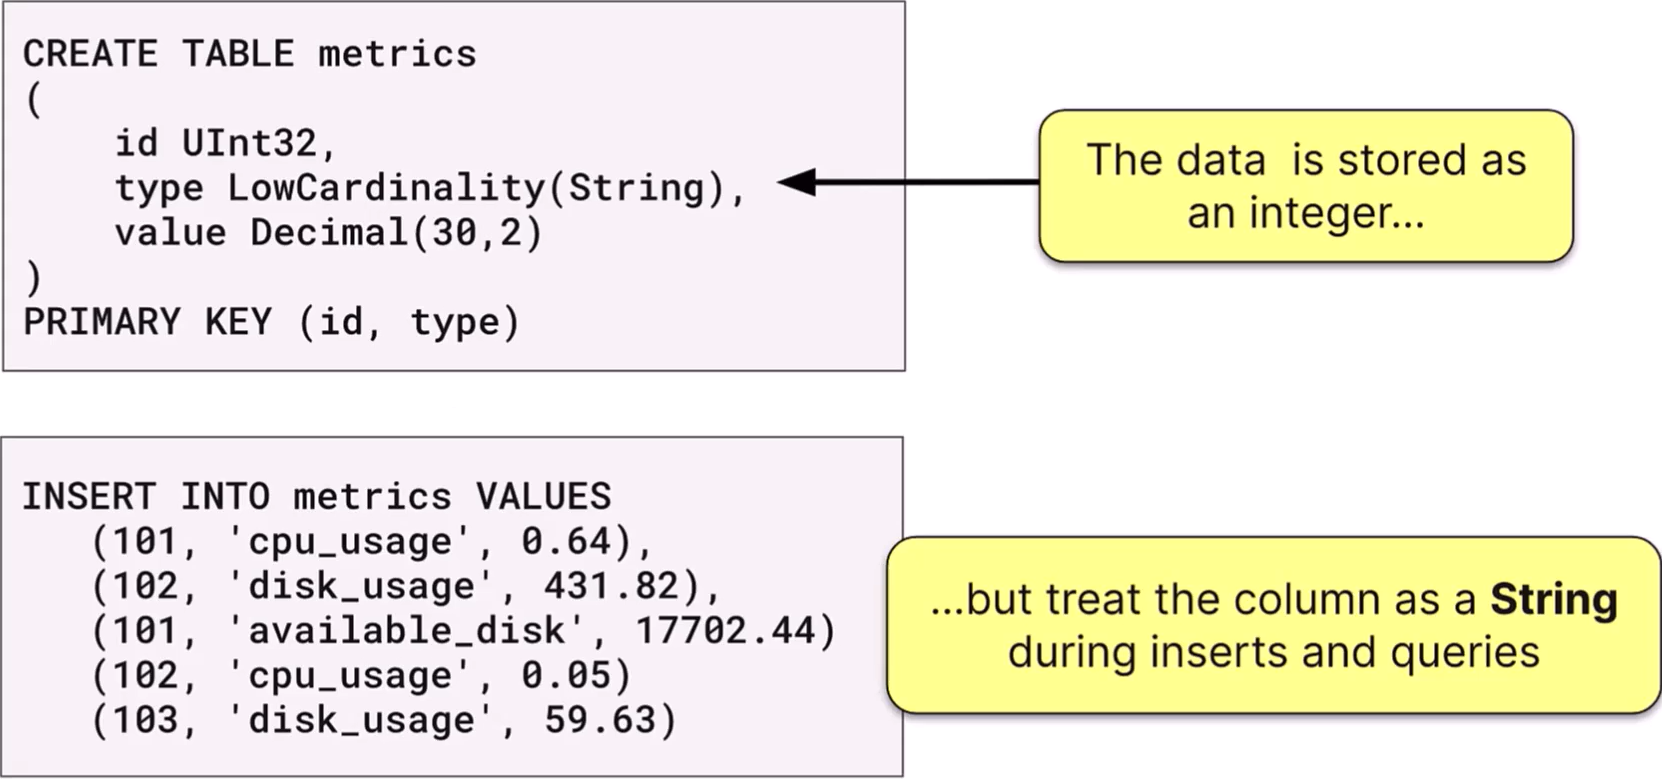 CREATE TABLE metrics
(
    id UInt32,
    type LowCardinality(String),
    value Decimal(30,2)
)
PRIMARY KEY (id, type)
The data  is stored as
an integer...
INSERT INTO metrics VALUES
   (101, 'cpu_usage', 0.64),
   (102, 'disk_usage', 431.82),
   (101, 'available_disk', 17702.44)
   (102, 'cpu_usage', 0.05)
   (103, 'disk_usage', 59.63)
...but treat the column as a String
during inserts and queries